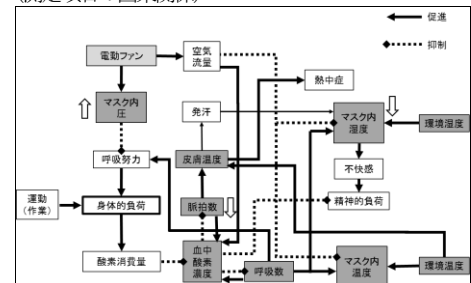 促進
抑制
電動ファン
空気
流量
熱中症
マスク内
圧
発汗
マスク内
湿度
環境湿度
呼吸努力
皮膚温度
不快感
運動
(作業)
身体的負荷
脈拍数
精神的負荷
酸素消費量
血中
酸素
濃度
呼吸数
マスク内
温度
環境温度